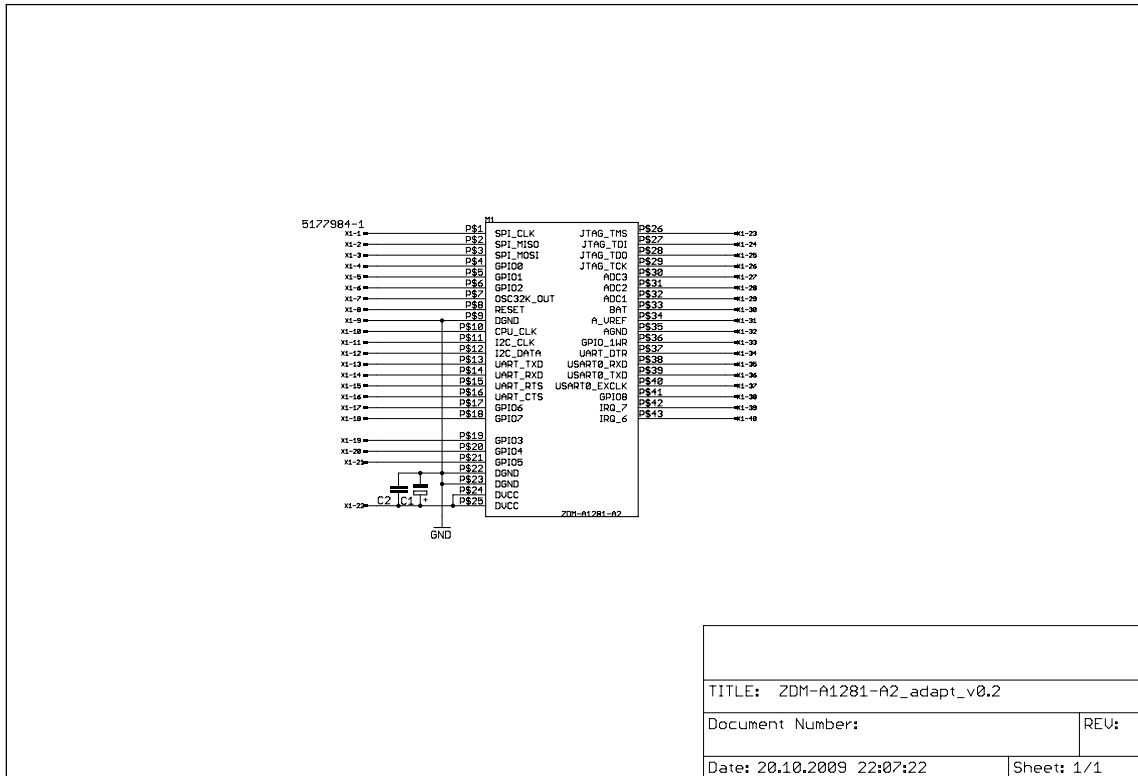 5177984-1
M1
X1-1 P$1 SPI_CLK JTAG_TMS P$26 X1-23
X1-2 P$2 SPI_MISO JTAG_TDI P$27 X1-24
X1-3 P$3 SPI_MOSI JTAG_TDO P$28 X1-25
X1-4 P$4 GPIO0 JTAG_TCK P$29 X1-26
X1-5 P$5 GPIO1 ADC3 P$30 X1-27
X1-6 P$6 GPIO2 ADC2 P$31 X1-28
X1-7 P$7 OSC32K_OUT ADC1 P$32 X1-29
X1-8 P$8 RESET BAT P$33 X1-30
X1-9 P$9 DGND A_VREF P$34 X1-31
X1-10 P$10 CPU_CLK AGND P$35 X1-32
X1-11 P$11 I2C_CLK GPIO_1WR P$36 X1-33
X1-12 P$12 I2C_DATA UART_DTR P$37 X1-34
X1-13 P$13 UART_TXD USART0_RXD P$38 X1-35
X1-14 P$14 UART_RXD USART0_TXD P$39 X1-36
X1-15 P$15 UART_RTS USART0_EXCLK P$40 X1-37
X1-16 P$16 UART_CTS GPIO8 P$41 X1-38
X1-17 P$17 GPIO6 IRQ_7 P$42 X1-39
X1-18 P$18 GPIO7 IRQ_6 P$43 X1-40
X1-19 P$19 GPIO3
X1-20 P$20 GPIO4
X1-21 P$21 GPIO5
P$22 DGND
P$23 DGND
P$24 DVCC
C2 C1 +
X1-22 P$25 DVCC
ZDM-A1281-A2
GND
TITLE: ZDM-A1281-A2_adapt_v0.2
Document Number: REV:
Date: 20.10.2009 22:07:22 Sheet: 1/1